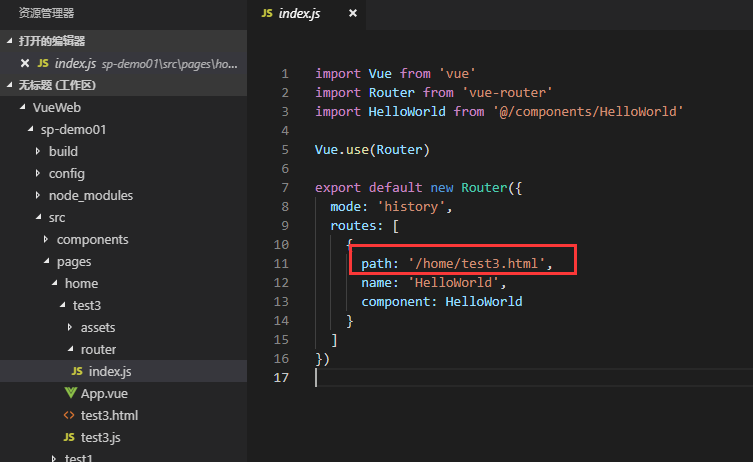 资源管理器
打开的编辑器
index.js sp-demo01\src\pages\ho...
无标题 (工作区)
VueWeb
sp-demo01
build
config
node_modules
src
components
pages
home
test3
assets
router
JS index.js
App.vue
<> test3.html
JS test3.js
test1
JS index.js ×
1 import Vue from 'vue'
2 import Router from 'vue-router'
3 import HelloWorld from '@/components/HelloWorld'
4
5 Vue.use(Router)
6
7 export default new Router({
8 mode: 'history',
9 routes: [
10 {
11 path: '/home/test3.html',
12 name: 'HelloWorld',
13 component: HelloWorld
14 }
15 ]
16 })
17